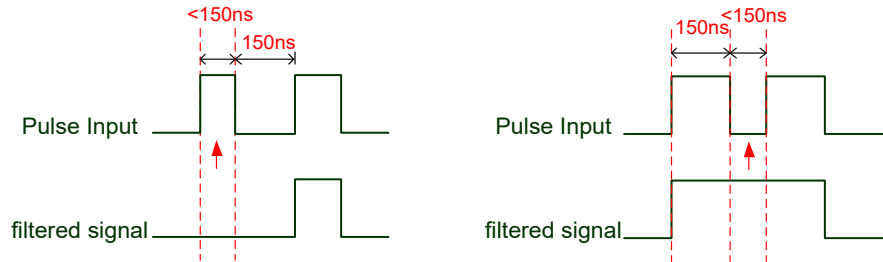 <150ns
150ns
Pulse Input
filtered signal
<150ns
150ns
Pulse Input
filtered signal